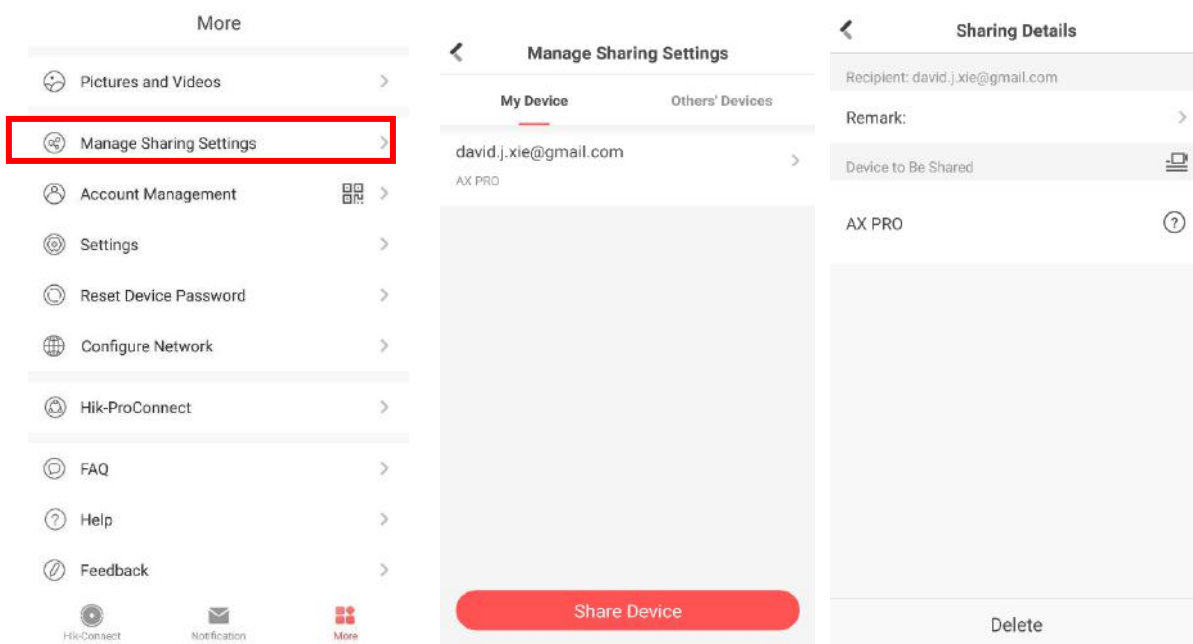 More
Pictures and Videos
Manage Sharing Settings
Account Management
Settings
Reset Device Password
Configure Network
Hik-ProConnect
FAQ
Help
Feedback
Hik-Connect
Notification
More
Manage Sharing Settings
My Device
Others' Devices
david.j.xie@gmail.com
AX PRO
Share Device
Sharing Details
Recipient: david.j.xie@gmail.com
Remark:
Device to Be Shared
AX PRO
Delete